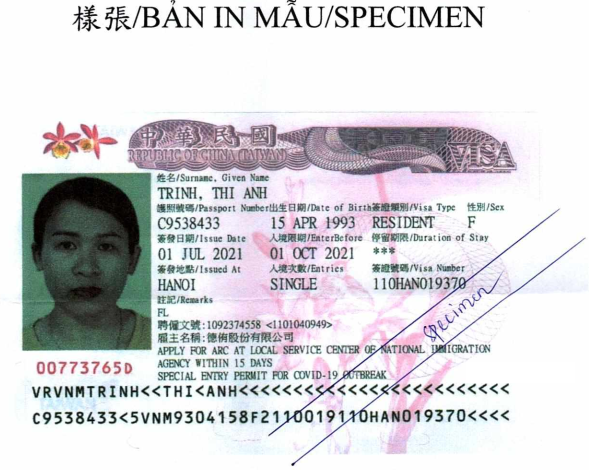 樣張/BẢN IN MẪU/SPECIMEN
中華民國
REPUBLIC OF CHINA (TAIWAN)
VISA
姓名/Surname, Given Name
TRINH, THI ANH
護照號碼/Passport Number 出生日期/Date of Birth 簽證類別/Visa Type 性別/Sex
C9538433 15 APR 1993 RESIDENT F
簽發日期/Issue Date 入境限期/EnterBefore 停留期限/Duration of Stay
01 JUL 2021 01 OCT 2021 ***
簽發地點/Issued At 入境次數/Entries 簽證號碼/Visa Number
HANOI SINGLE 110HAN019370
註記/Remarks
FL
聘僱文號:1092374558 <1101040949>
雇主名稱:德侑股份有限公司
APPLY FOR ARC AT LOCAL SERVICE CENTER OF NATIONAL IMMIGRATION
AGENCY WITHIN 15 DAYS
SPECIAL ENTRY PERMIT FOR COVID-19 OUTBREAK
specimen
00773765D
VRVNMTRINH<<THI<ANH<<<<<<<<<<<<<<<<<<<<<<<<<
C9538433<5VNM9304158F2110019110HAN019370<<<<